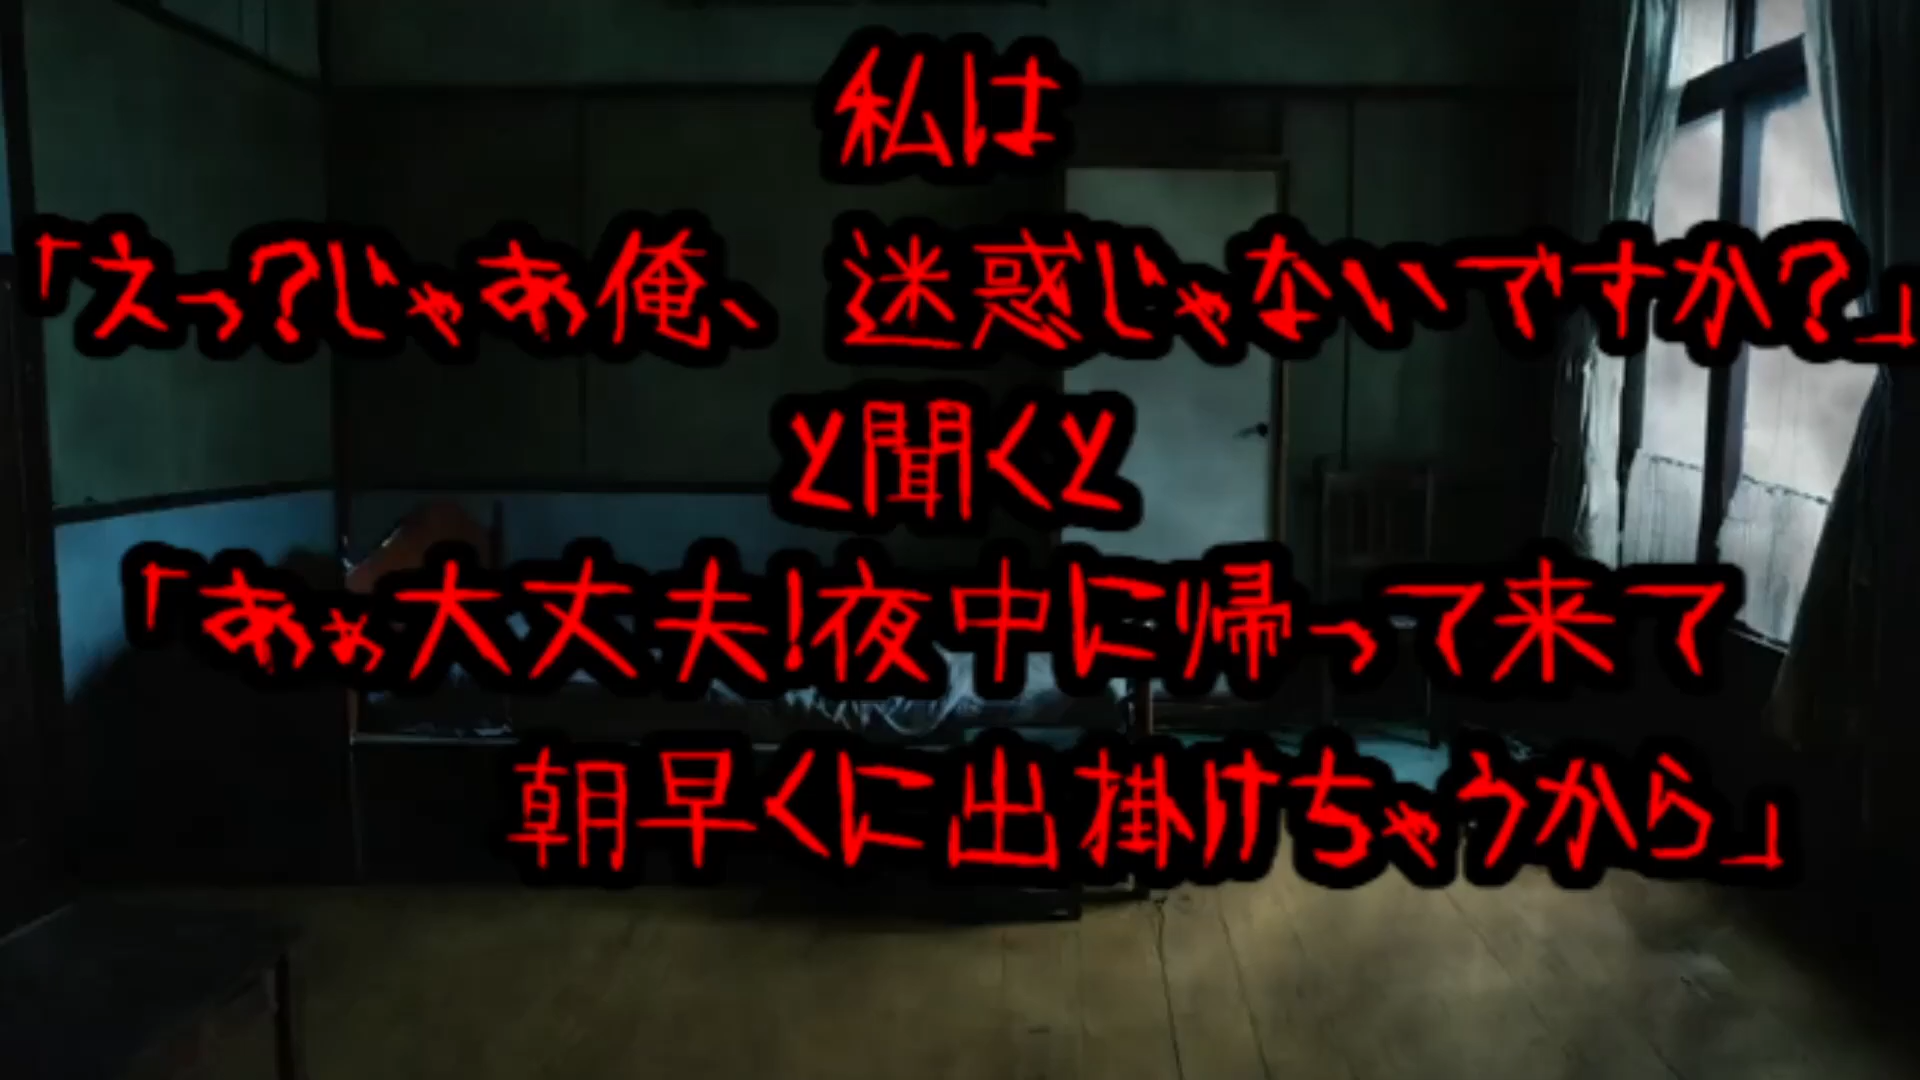 私は
「えっ?じゃあ俺、迷惑じゃないですか?」
と聞くと
「あぁ大丈夫!夜中に帰って来て
朝早くに出掛けちゃうから」